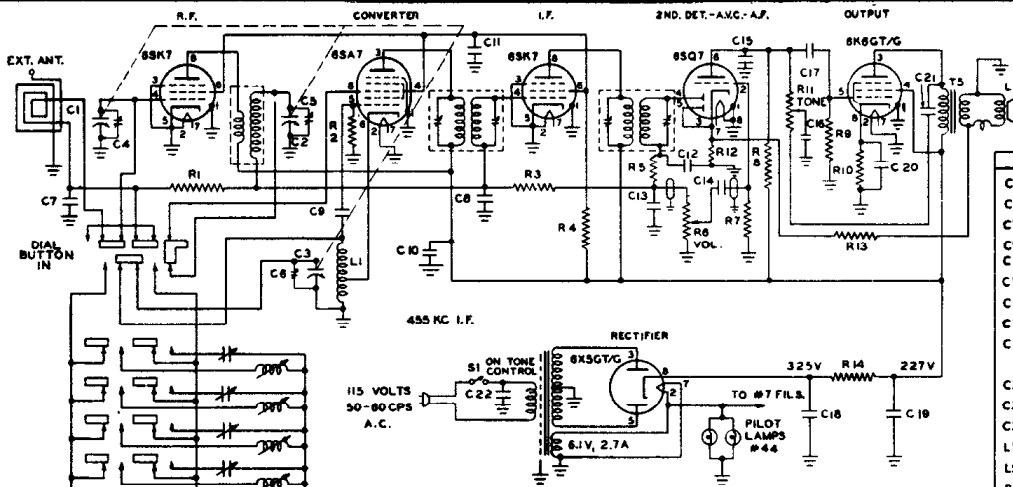 R.F.
CONVERTER
I.F.
2ND. DET.-A.V.C.-A.F.
OUTPUT
EXT. ANT.
6SK7
6SA7
C11
6SK7
6SQ7
C15
6K6GT/G
C17
C21
T5
L
C1
C4
C5
C2
R2
R11
TONE
C16
R9
R10
C20
C12
R12
R8
R5
C14
R1
R3
C7
C9
C8
C13
R6
VOL.
R7
R4
R13
DIAL
BUTTON
IN
C10
C3
C6
L1
455 KC I.F.
RECTIFIER
6X5GT/G
S1
ON TONE
CONTROL
C22
115 VOLTS
50-60 CPS
A.C.
325V
R14
227V
TO #7 FILS.
C18
C19
PILOT
LAMPS
#44
6.1V, 2.7A